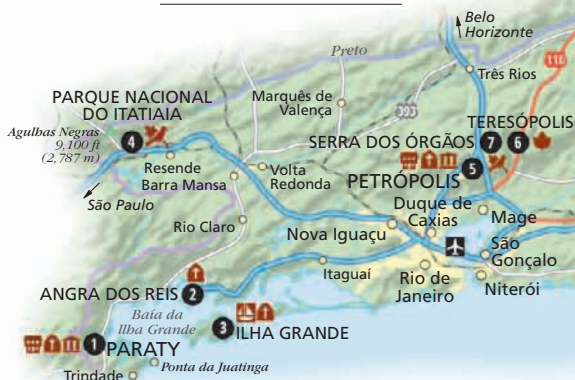 Belo
Horizonte
Preto
116
Três Rios
PARQUE NACIONAL
DO ITATIAIA
Marquês de
Valença
393
TERESÓPOLIS
Agulhas Negras
9,100 ft
(2,787 m)
4
SERRA DOS ÓRGÃOS
7
6
Resende
Barra Mansa
Volta
Redonda
5
PETRÓPOLIS
São Paulo
Duque de
Caxias
Mage
Rio Claro
Nova Iguaçu
São
Gonçalo
Itaguaí
Rio de
Janeiro
Niterói
ANGRA DOS REIS
2
Baía da
Ilha Grande
3
ILHA GRANDE
1
PARATY
Ponta da Juatinga
Trindade